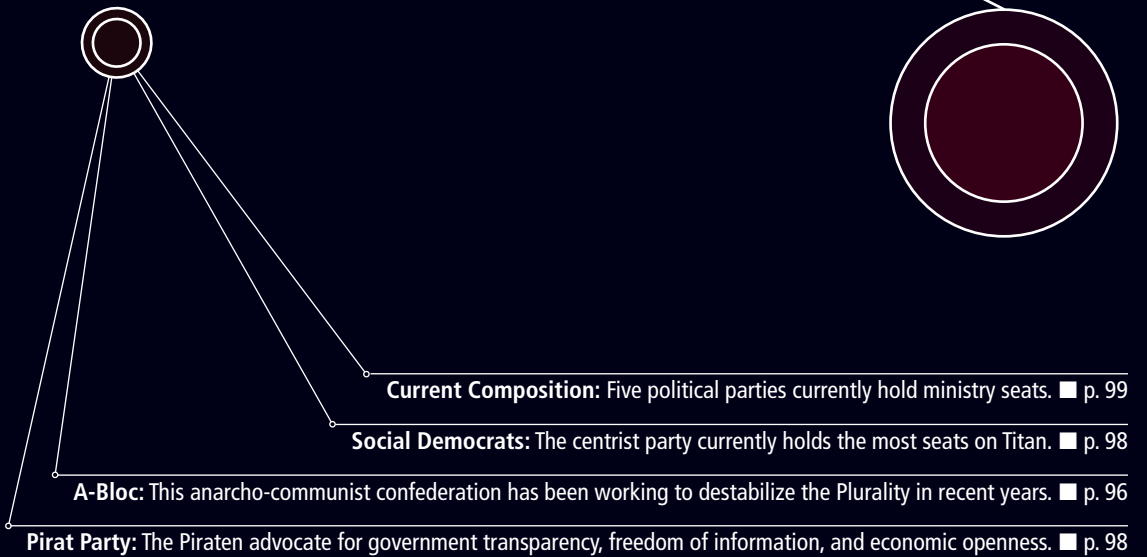 Current Composition: Five political parties currently hold ministry seats. ■ p. 99
Social Democrats: The centrist party currently holds the most seats on Titan. ■ p. 98
A-Bloc: This anarcho-communist confederation has been working to destabilize the Plurality in recent years. ■ p. 96
Pirat Party: The Piraten advocate for government transparency, freedom of information, and economic openness. ■ p. 98